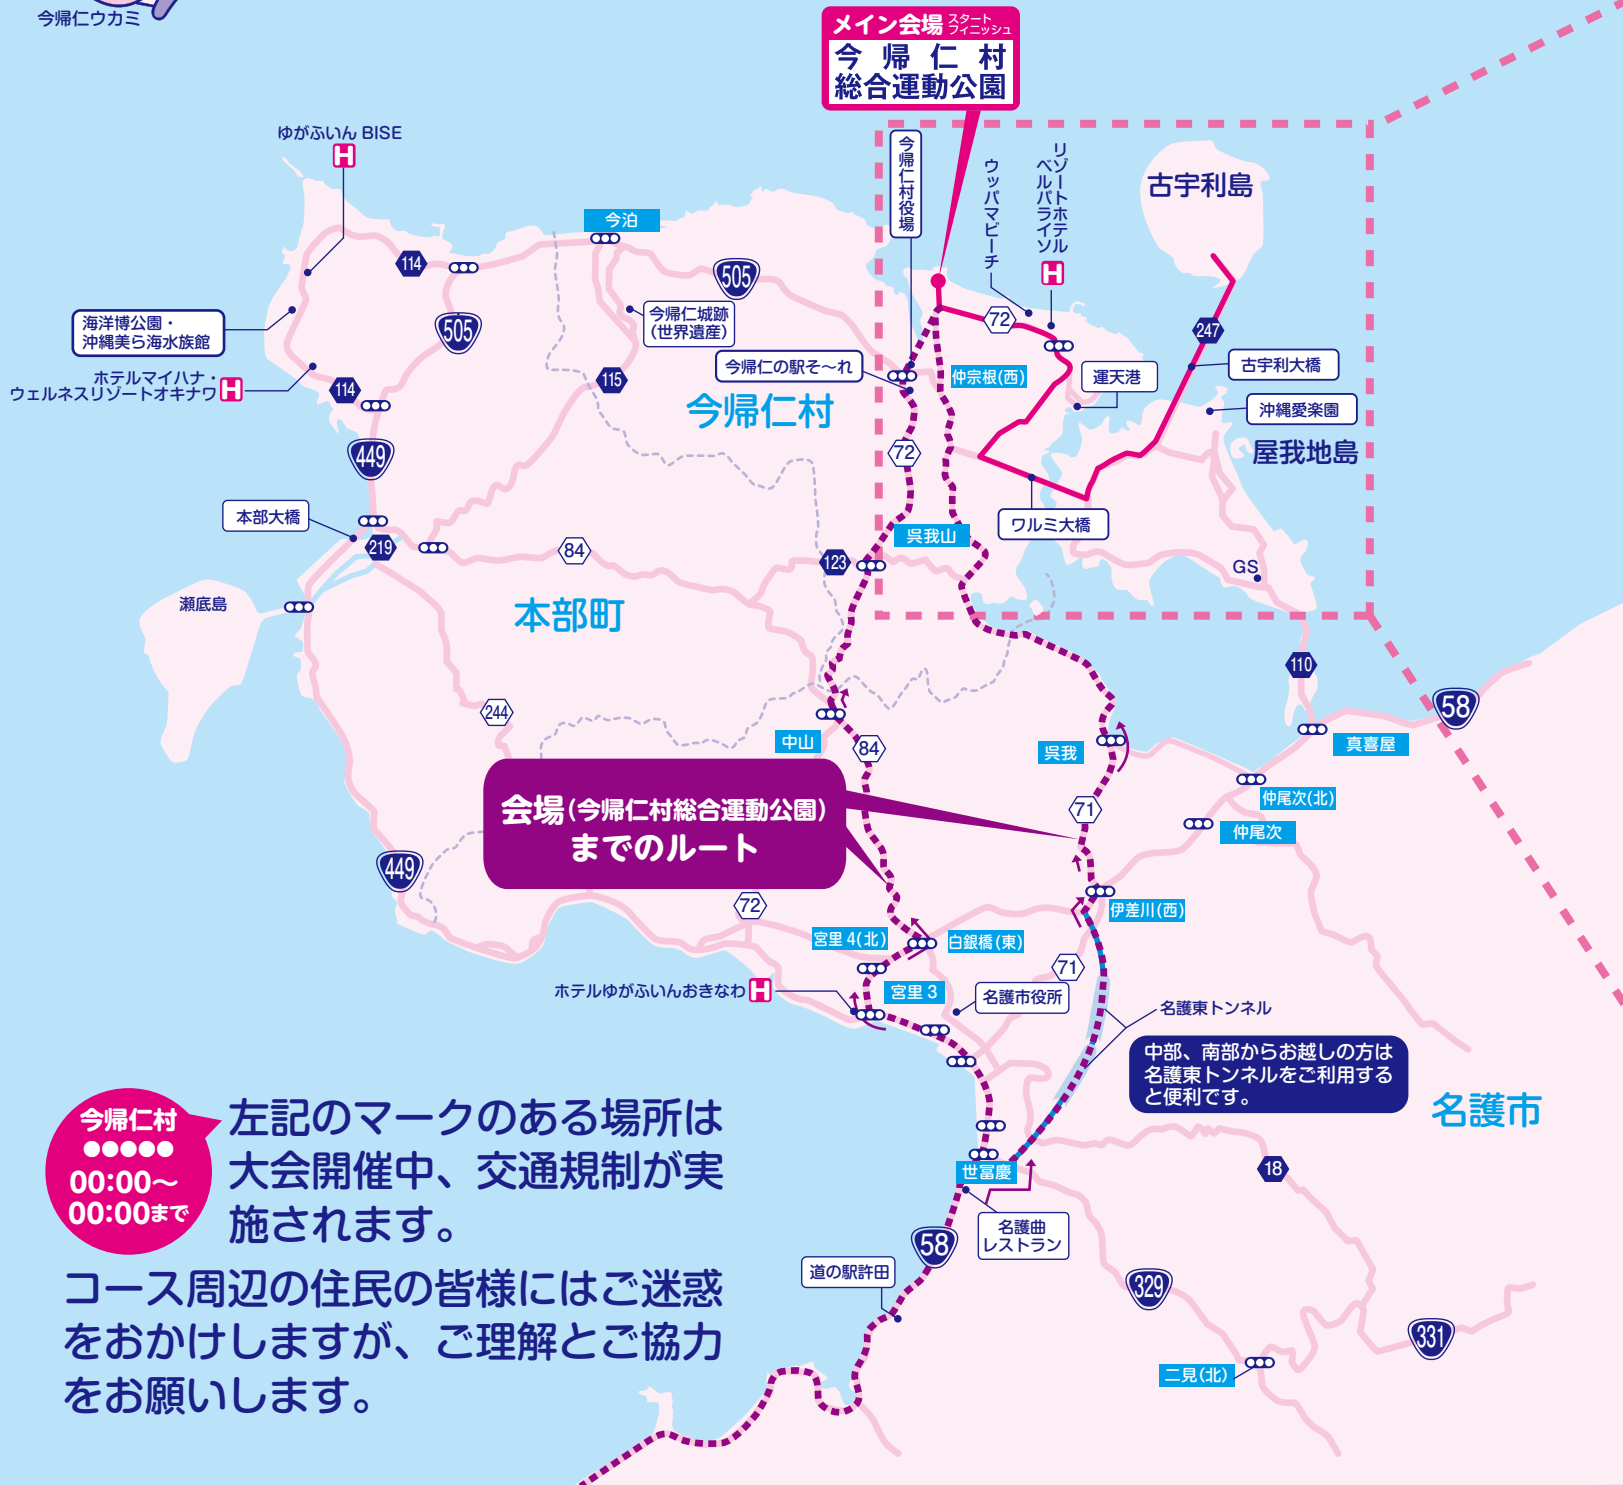 今帰仁ウカミ
メイン会場 スタート
フィニッシュ
今帰仁村
総合運動公園
ゆがふいん BISE
H
今帰仁村役場
ウッパマビーチ
リゾートホテル
ベルパライソ
H
古宇利島
今泊
114
505
505
今帰仁城跡
(世界遺産)
72
247
海洋博公園・
沖縄美ら海水族館
ホテルマイハナ・
ウェルネスリゾートオキナワ
H
114
115
今帰仁の駅そ〜れ
仲宗根(西)
運天港
古宇利大橋
沖縄愛楽園
今帰仁村
屋我地島
449
72
本部大橋
219
84
123
呉我山
ワルミ大橋
GS
瀬底島
本部町
110
244
58
中山
84
呉我
真喜屋
会場(今帰仁村総合運動公園)
までのルート
71
仲尾次(北)
仲尾次
449
72
伊差川(西)
宮里 4(北)
白銀橋(東)
71
ホテルゆがふいんおきなわ
H
宮里 3
名護市役所
名護東トンネル
中部、南部からお越しの方は
名護東トンネルをご利用する
と便利です。
名護市
今帰仁村
●●●●●
00:00〜
00:00まで
左記のマークのある場所は
大会開催中、交通規制が実
施されます。
世冨慶
18
名護曲
レストラン
58
道の駅許田
329
331
二見(北)
コース周辺の住民の皆様にはご迷惑
をおかけしますが、ご理解とご協力
をお願いします。